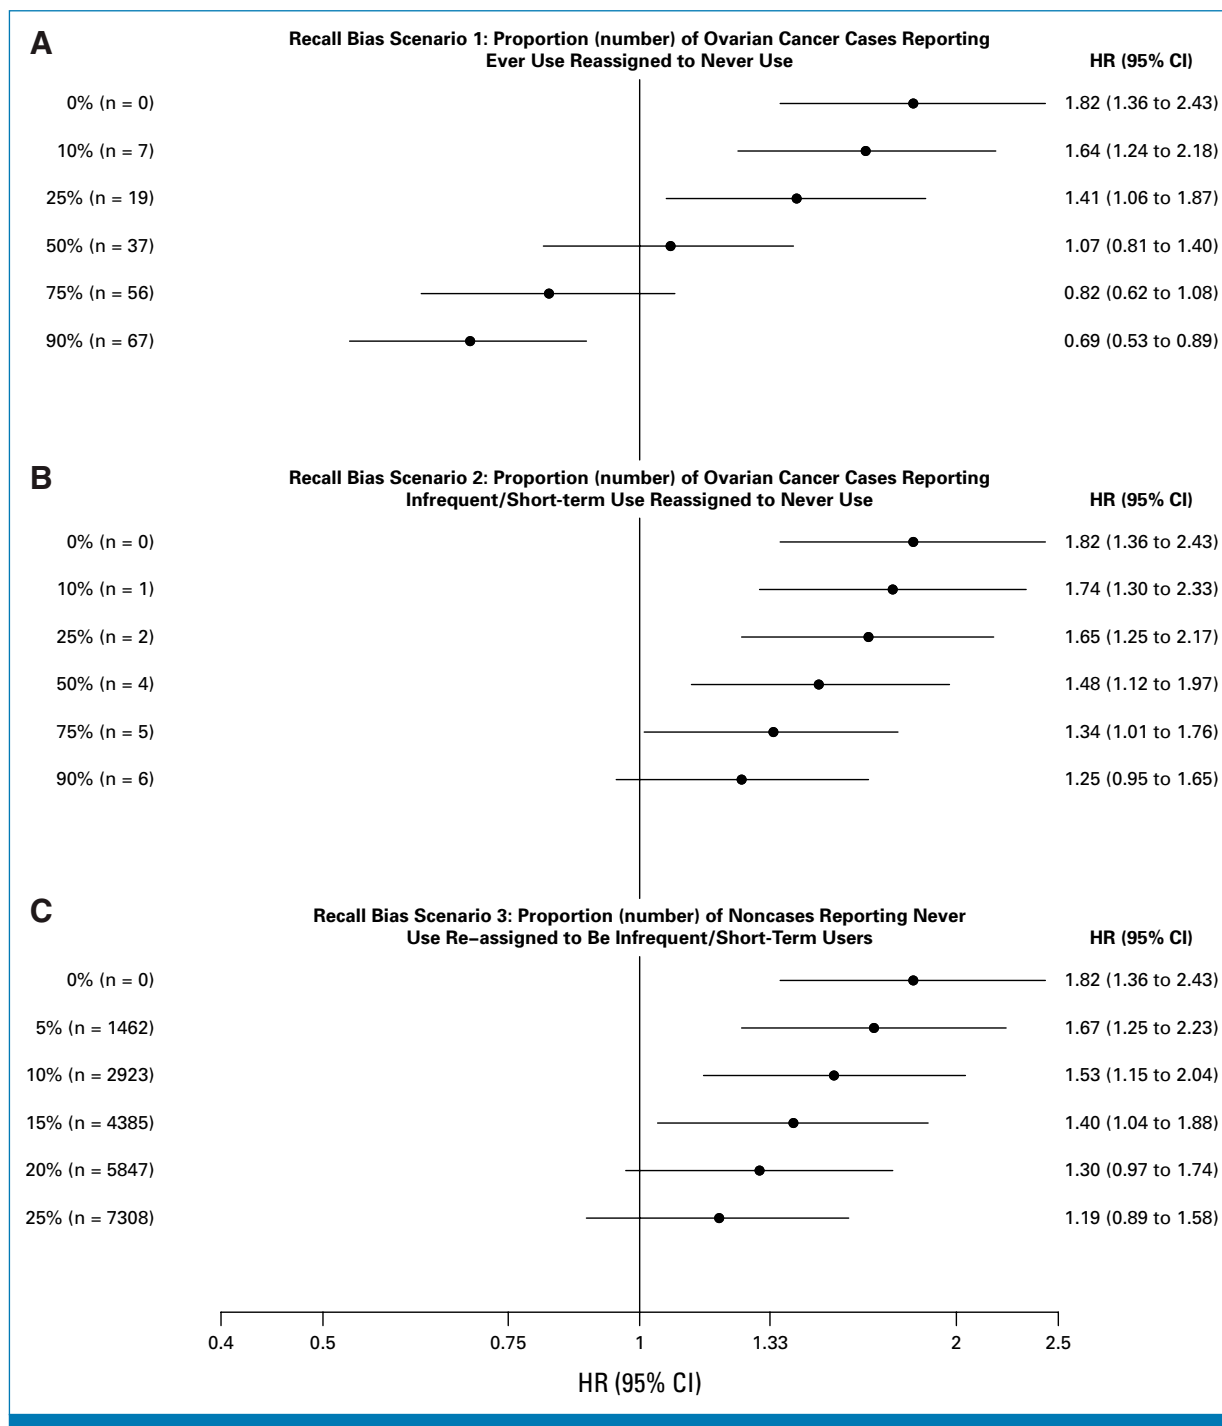 A
Recall Bias Scenario 1: Proportion (number) of Ovarian Cancer Cases Reporting
Ever Use Reassigned to Never Use
HR (95% CI)
0% (n = 0) 1.82 (1.36 to 2.43)
10% (n = 7) 1.64 (1.24 to 2.18)
25% (n = 19) 1.41 (1.06 to 1.87)
50% (n = 37) 1.07 (0.81 to 1.40)
75% (n = 56) 0.82 (0.62 to 1.08)
90% (n = 67) 0.69 (0.53 to 0.89)
B
Recall Bias Scenario 2: Proportion (number) of Ovarian Cancer Cases Reporting
Infrequent/Short-term Use Reassigned to Never Use
HR (95% CI)
0% (n = 0) 1.82 (1.36 to 2.43)
10% (n = 1) 1.74 (1.30 to 2.33)
25% (n = 2) 1.65 (1.25 to 2.17)
50% (n = 4) 1.48 (1.12 to 1.97)
75% (n = 5) 1.34 (1.01 to 1.76)
90% (n = 6) 1.25 (0.95 to 1.65)
C
Recall Bias Scenario 3: Proportion (number) of Noncases Reporting Never
Use Re–assigned to Be Infrequent/Short-Term Users
HR (95% CI)
0% (n = 0) 1.82 (1.36 to 2.43)
5% (n = 1462) 1.67 (1.25 to 2.23)
10% (n = 2923) 1.53 (1.15 to 2.04)
15% (n = 4385) 1.40 (1.04 to 1.88)
20% (n = 5847) 1.30 (0.97 to 1.74)
25% (n = 7308) 1.19 (0.89 to 1.58)
0.4 0.5 0.75 1 1.33 2 2.5
HR (95% CI)